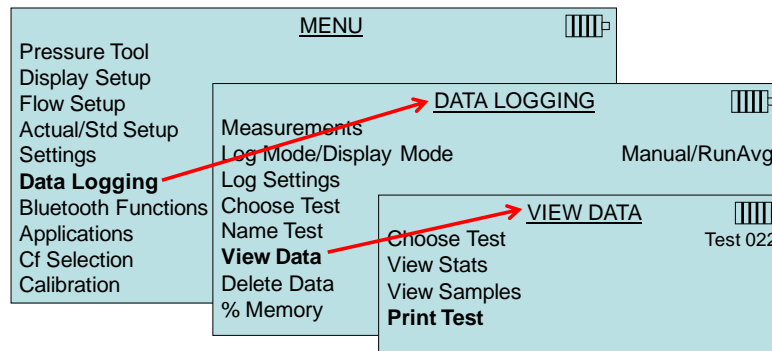 MENU
Pressure Tool
Display Setup
Flow Setup
Actual/Std Setup
Settings
Data Logging
Bluetooth Functions
Applications
Cf Selection
Calibration
DATA LOGGING
Measurements
Log Mode/Display Mode Manual/RunAvg
Log Settings
Choose Test
Name Test
View Data
Delete Data
% Memory
VIEW DATA
Choose Test Test 022
View Stats
View Samples
Print Test